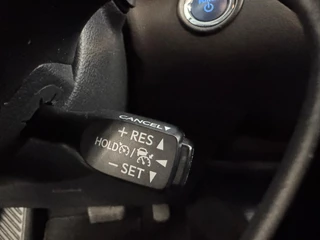 CANCEL
+ RES ▲
HOLD /
− SET ▼